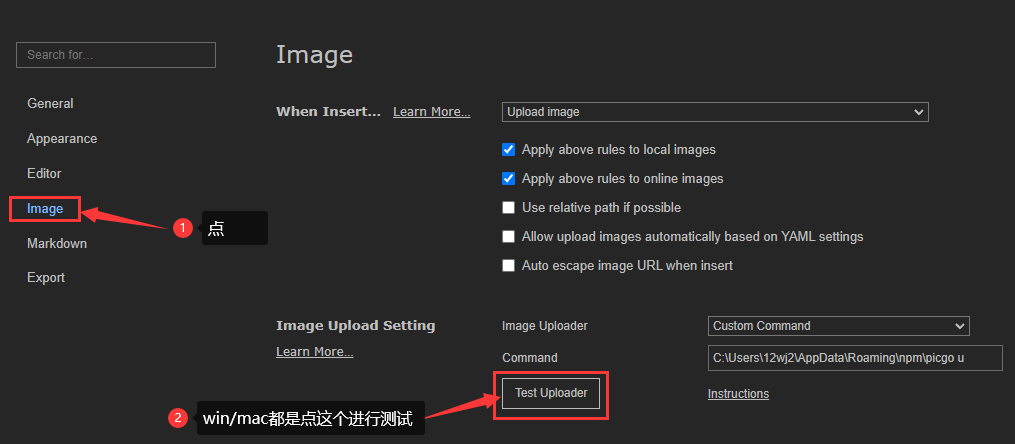 Image
Search for...
General
Appearance
Editor
Image
Markdown
Export
1 点
When Insert... Learn More... Upload image
Apply above rules to local images
Apply above rules to online images
Use relative path if possible
Allow upload images automatically based on YAML settings
Auto escape image URL when insert
Image Upload Setting Image Uploader Custom Command
Learn More... Command C:\Users\12wj2\AppData\Roaming\npm\picgo u
Test Uploader Instructions
2 win/mac都是点这个进行测试